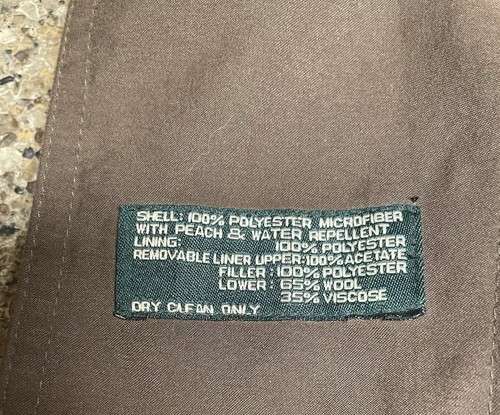 SHELL: 100% POLYESTER MICROFIBER
WITH PEACH & WATER REPELLENT
LINING: 100% POLYESTER
REMOVABLE LINER UPPER: 100% ACETATE
FILLER: 100% POLYESTER
LOWER: 65% WOOL
35% VISCOSE
DRY CLEAN ONLY